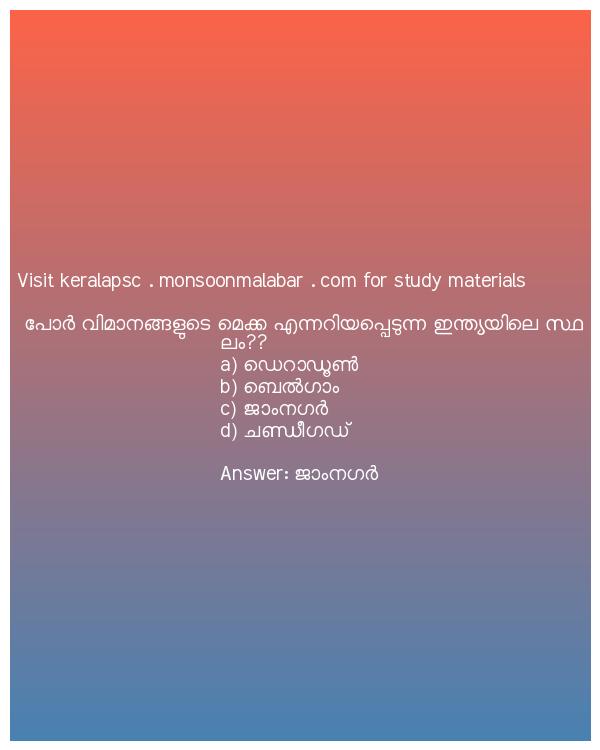 Visit keralapsc . monsoonmalabar . com for study materials
പോർ വിമാനങ്ങളുടെ മെക്ക എന്നറിയപ്പെടുന്ന ഇന്ത്യയിലെ സ്ഥ
ലം??
a) ഡെറാഡൂൺ
b) ബെൽഗാം
c) ജാംനഗർ
d) ചണ്ഡീഗഡ്
Answer: ജാംനഗർ